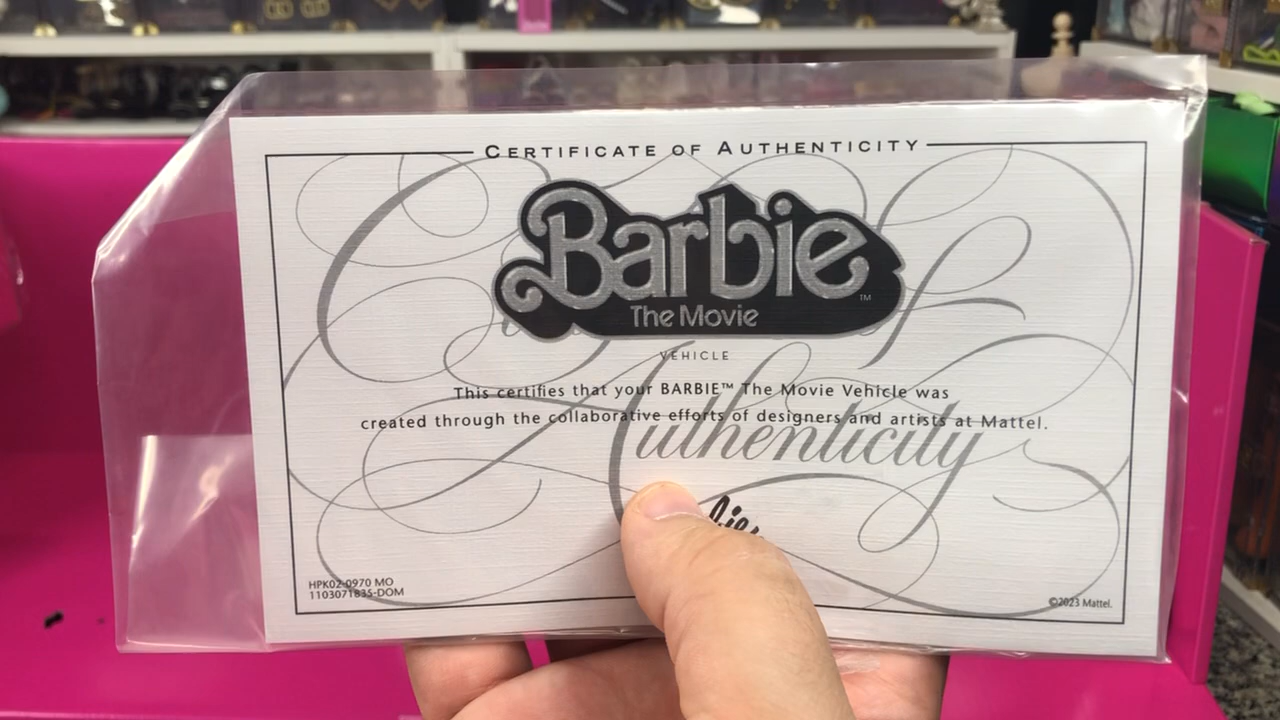 CERTIFICATE OF AUTHENTICITY
Barbie
The Movie
™
VEHICLE
This certifies that your BARBIE™ The Movie Vehicle was
created through the collaborative efforts of designers and artists at Mattel.
Authenticity
HPK02-0970 MO
1103071835-DOM
©2023 Mattel.